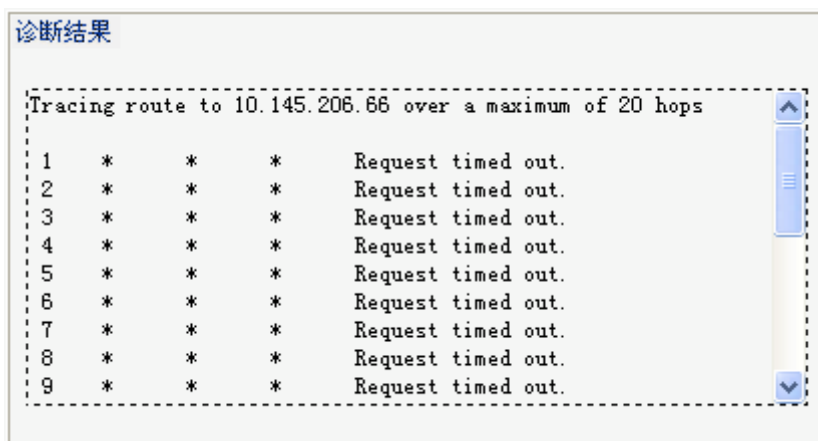 诊断结果
Tracing route to 10.145.206.66 over a maximum of 20 hops
1 * * * Request timed out.
2 * * * Request timed out.
3 * * * Request timed out.
4 * * * Request timed out.
5 * * * Request timed out.
6 * * * Request timed out.
7 * * * Request timed out.
8 * * * Request timed out.
9 * * * Request timed out.